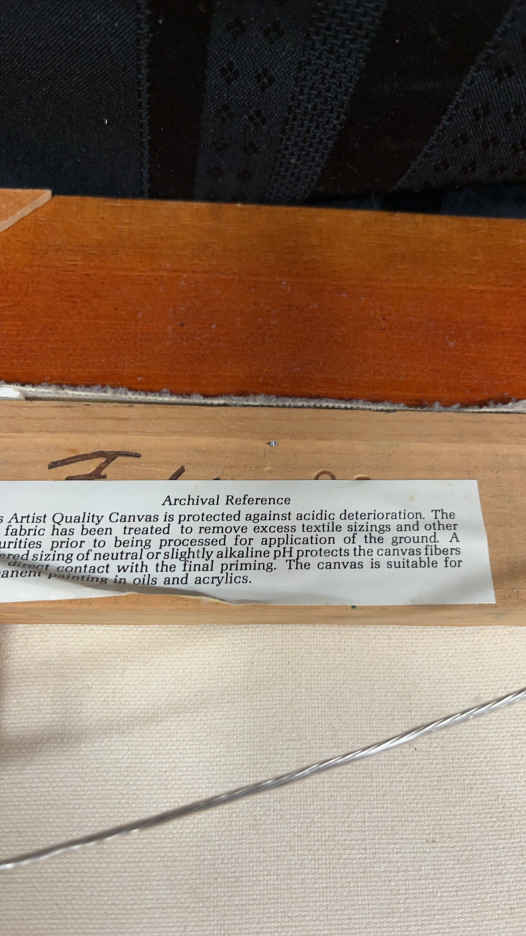 Archival Reference
s Artist Quality Canvas is protected against acidic deterioration. The
fabric has been treated to remove excess textile sizings and other
urities prior to being processed for application of the ground. A
ered sizing of neutral or slightly alkaline pH protects the canvas fibers
direct contact with the final priming. The canvas is suitable for
anent painting in oils and acrylics.